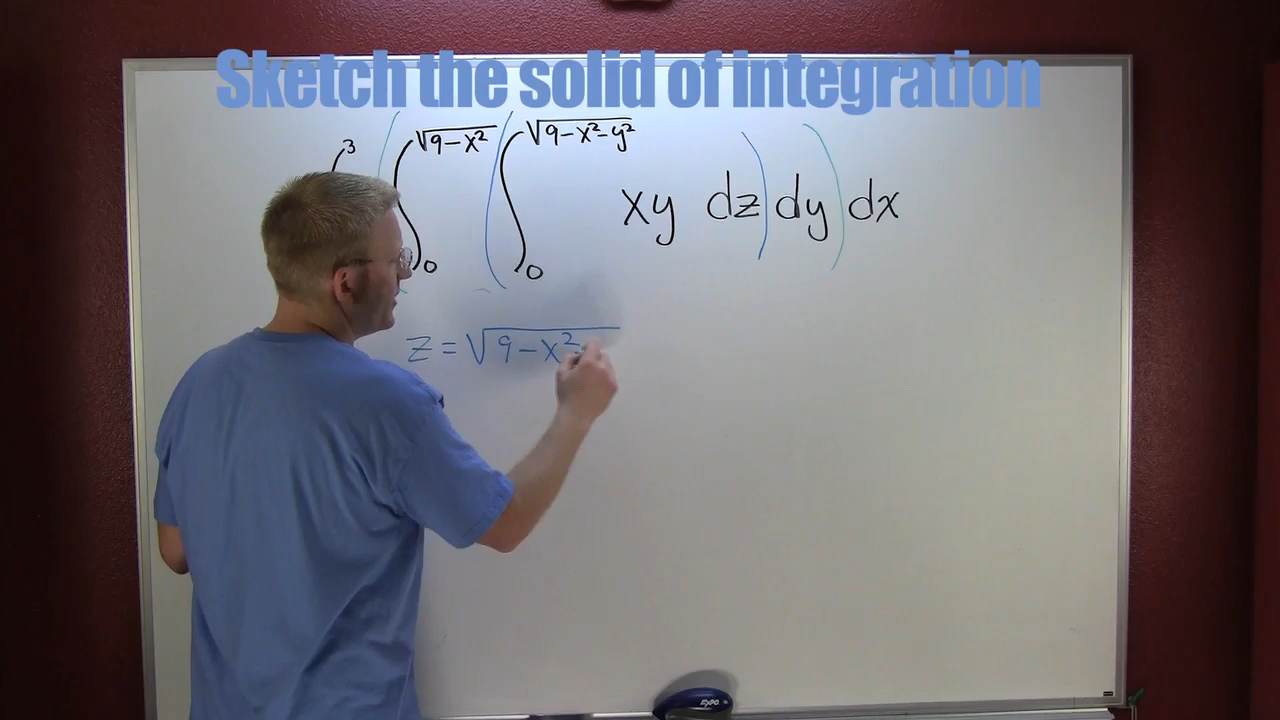 Sketch the solid of integration
∫ 3 ( ∫₀^√(9-x²) ( ∫₀^√(9-x²-y²) xy dz ) dy ) dx
z = √(9-x²
EXPO